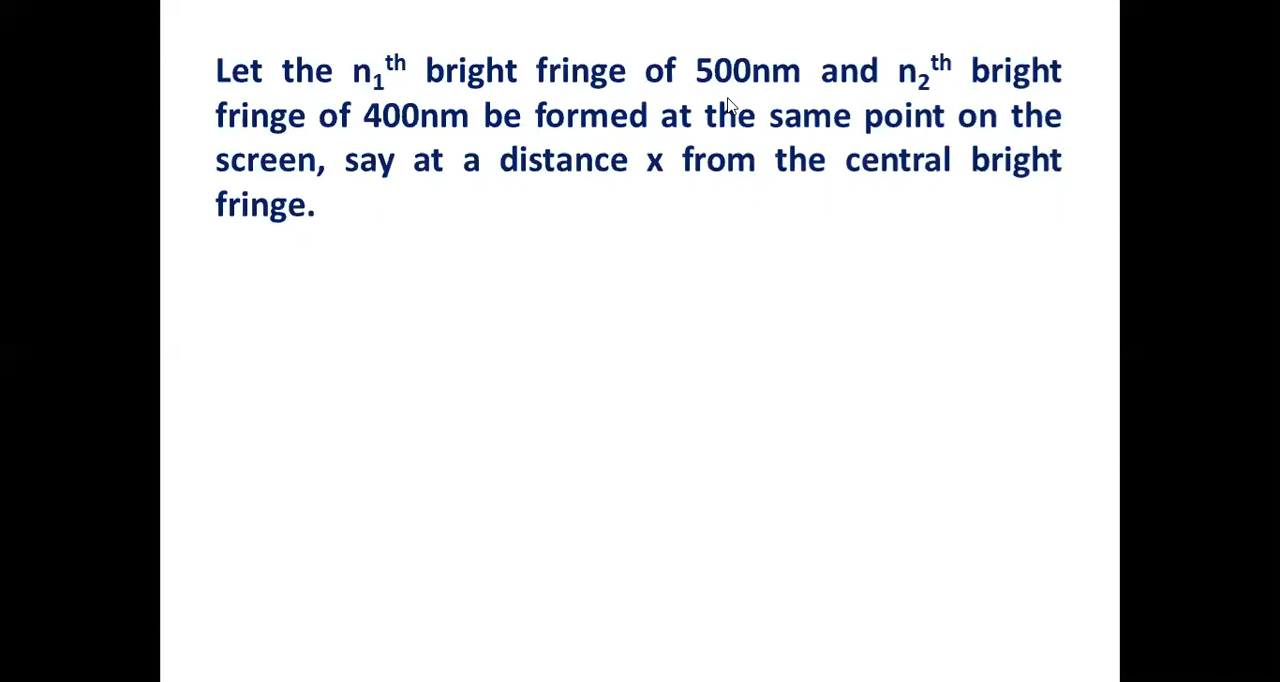 Let the n₁ᵗʰ bright fringe of 500nm and n₂ᵗʰ bright
fringe of 400nm be formed at the same point on the
screen, say at a distance x from the central bright
fringe.